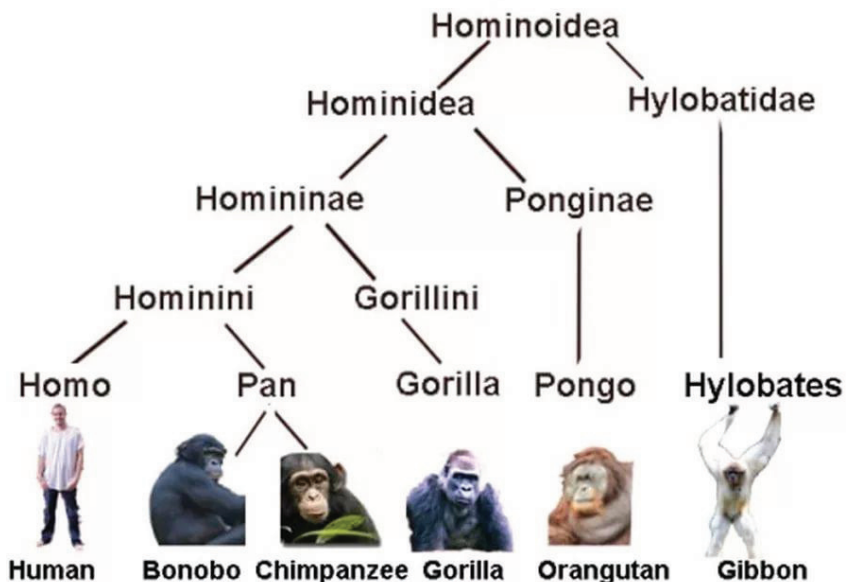 Hominoidea
Hominidea Hylobatidae
Homininae Ponginae
Hominini Gorillini
Homo Pan Gorilla Pongo Hylobates
Human Bonobo Chimpanzee Gorilla Orangutan Gibbon